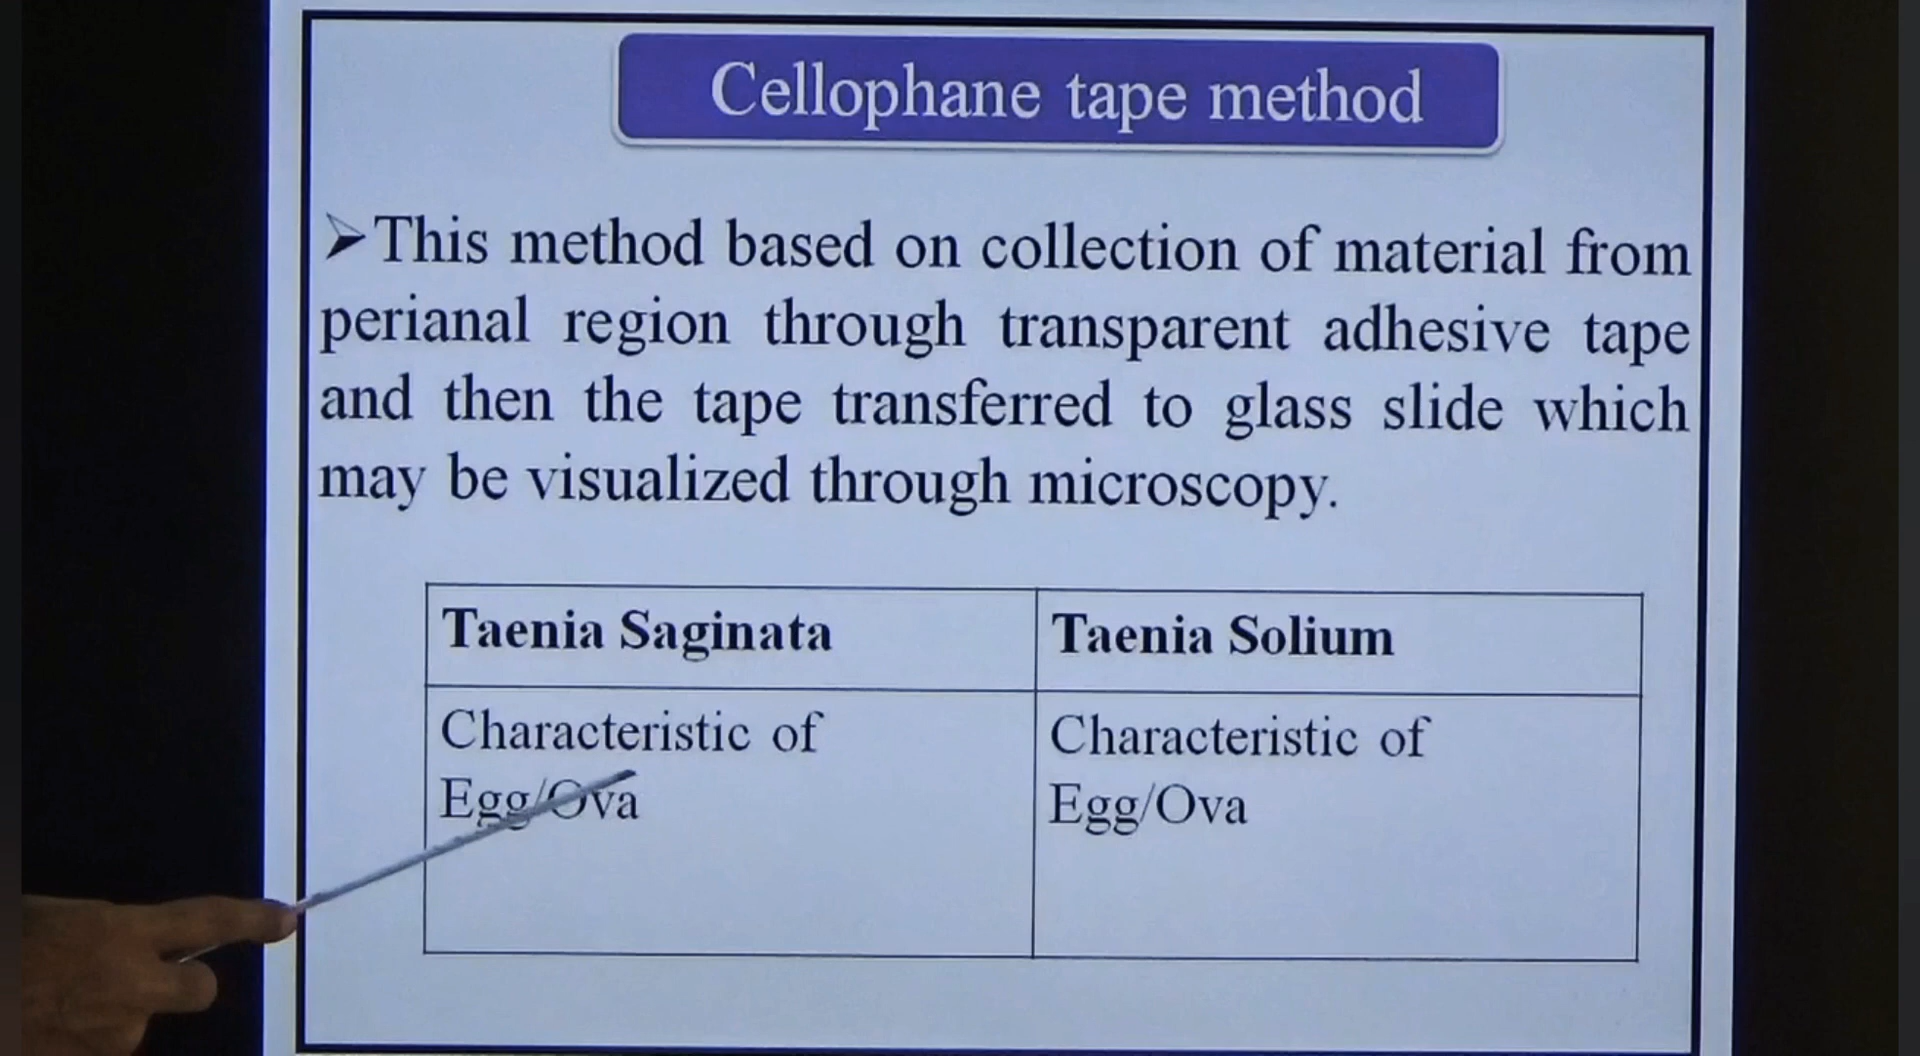 Cellophane tape method
➤This method based on collection of material from
perianal region through transparent adhesive tape
and then the tape transferred to glass slide which
may be visualized through microscopy.
Taenia Saginata
Taenia Solium
Characteristic of
Egg/Ova
Characteristic of
Egg/Ova